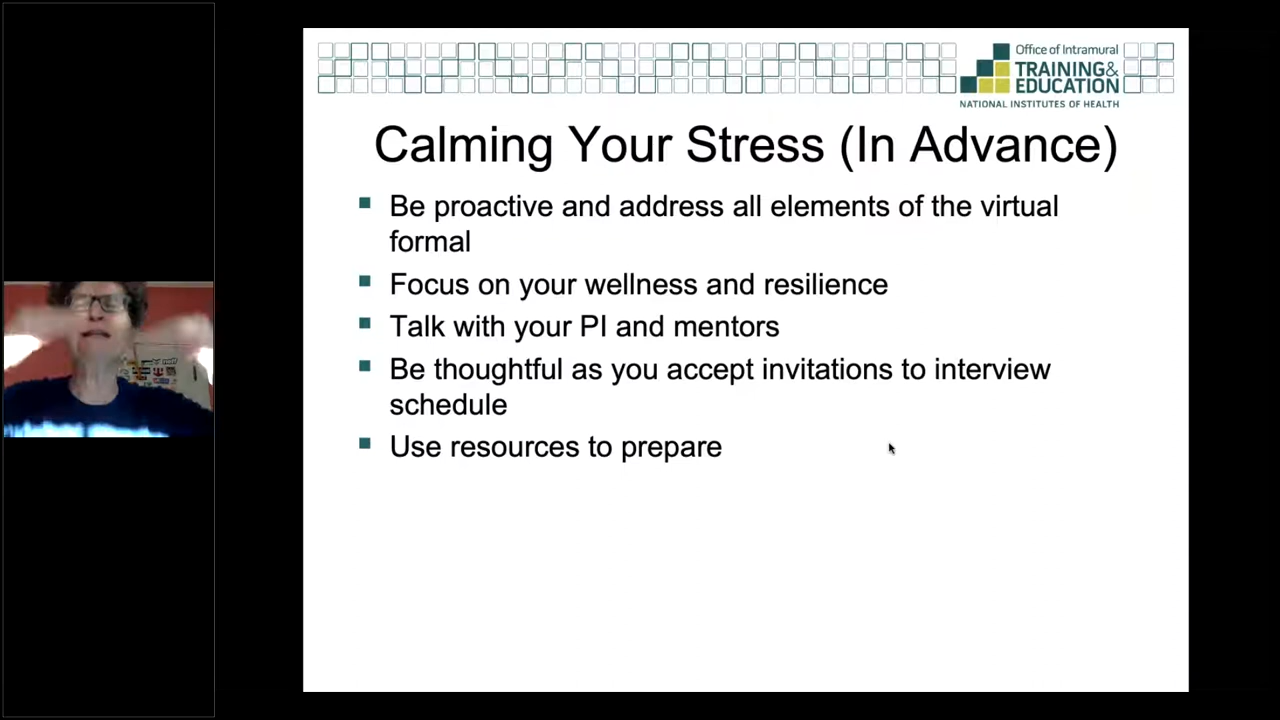 Office of Intramural
TRAINING&
EDUCATION
NATIONAL INSTITUTES OF HEALTH
Calming Your Stress (In Advance)
Be proactive and address all elements of the virtual
formal
Focus on your wellness and resilience
Talk with your PI and mentors
Be thoughtful as you accept invitations to interview
schedule
Use resources to prepare